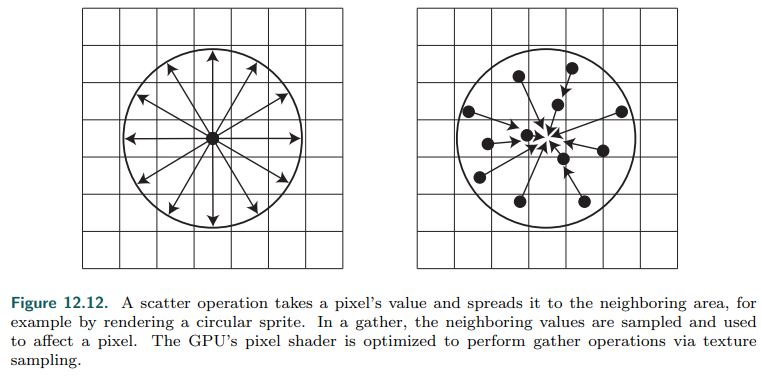 Figure 12.12. A scatter operation takes a pixel's value and spreads it to the neighboring area, for
example by rendering a circular sprite. In a gather, the neighboring values are sampled and used
to affect a pixel. The GPU's pixel shader is optimized to perform gather operations via texture
sampling.